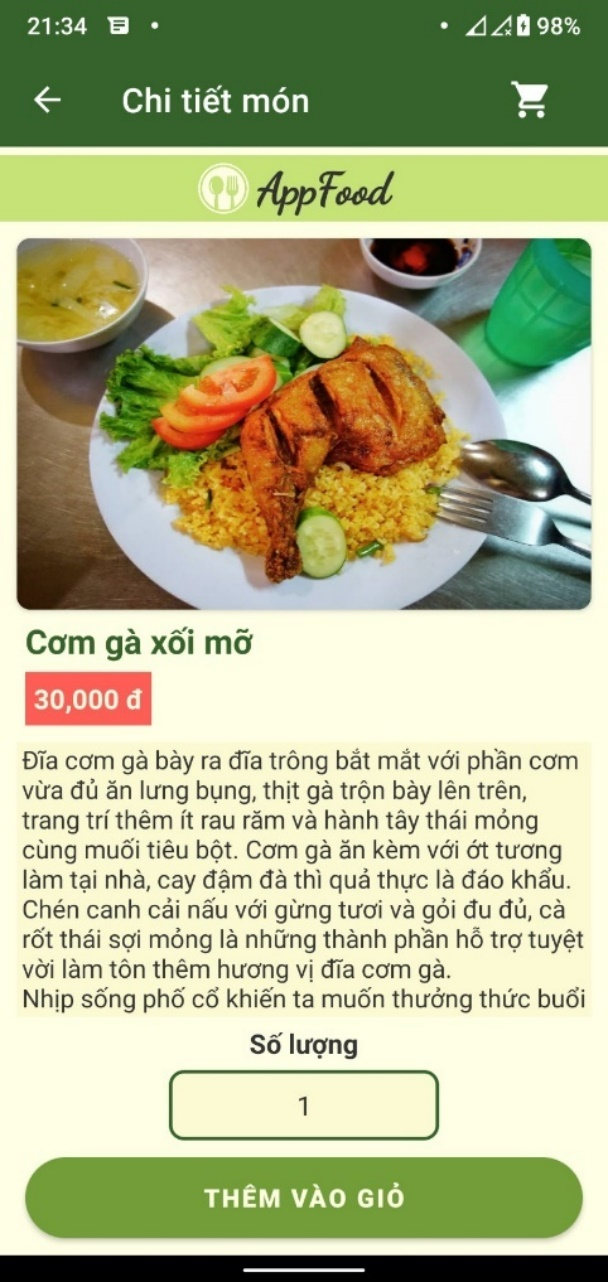 21:34
98%
Chi tiết món
AppFood
Cơm gà xối mỡ
30,000 đ
Đĩa cơm gà bày ra đĩa trông bắt mắt với phần cơm
vừa đủ ăn lưng bụng, thịt gà trộn bày lên trên,
trang trí thêm ít rau răm và hành tây thái mỏng
cùng muối tiêu bột. Cơm gà ăn kèm với ớt tương
làm tại nhà, cay đậm đà thì quả thực là đáo khẩu.
Chén canh cải nấu với gừng tươi và gỏi đu đủ, cà
rốt thái sợi mỏng là những thành phần hỗ trợ tuyệt
vời làm tôn thêm hương vị đĩa cơm gà.
Nhịp sống phố cổ khiến ta muốn thưởng thức buổi
Số lượng
1
THÊM VÀO GIỎ